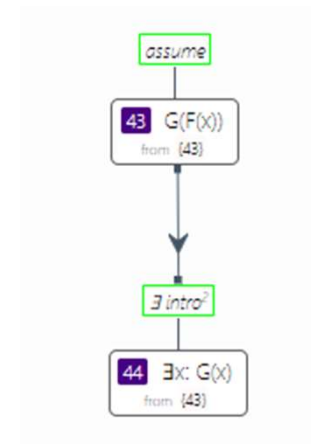 assume
43 G(F(x))
from {43}
∃ intro²
44 ∃x: G(x)
from {43}